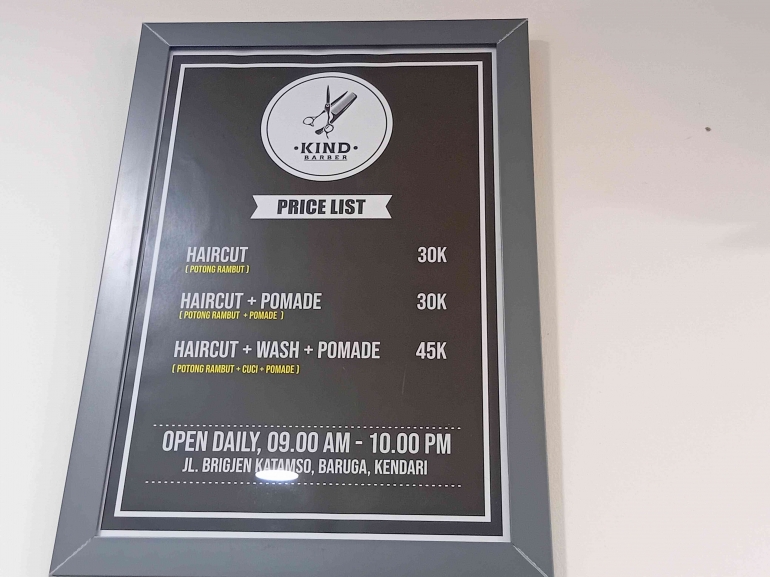 •KIND•
BARBER
PRICE LIST
HAIRCUT 30K
( POTONG RAMBUT )
HAIRCUT + POMADE 30K
( POTONG RAMBUT + POMADE )
HAIRCUT + WASH + POMADE 45K
( POTONG RAMBUT + CUCI + POMADE )
OPEN DAILY, 09.00 AM - 10.00 PM
JL. BRIGJEN KATAMSO, BARUGA, KENDARI